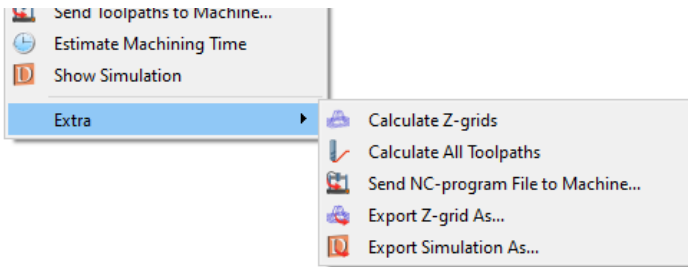 Send Toolpaths to Machine...
Estimate Machining Time
Show Simulation
Extra
Calculate Z-grids
Calculate All Toolpaths
Send NC-program File to Machine...
Export Z-grid As...
Export Simulation As...